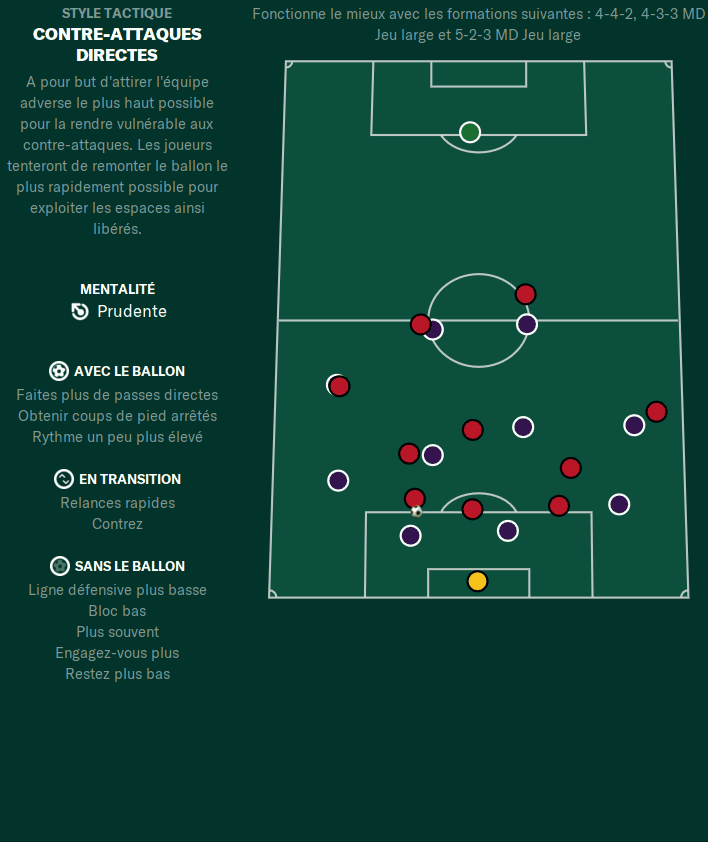 STYLE TACTIQUE
CONTRE-ATTAQUES
DIRECTES
A pour but d'attirer l'équipe
adverse le plus haut possible
pour la rendre vulnérable aux
contre-attaques. Les joueurs
tenteront de remonter le ballon le
plus rapidement possible pour
exploiter les espaces ainsi
libérés.
MENTALITÉ
Prudente
AVEC LE BALLON
Faites plus de passes directes
Obtenir coups de pied arrêtés
Rythme un peu plus élevé
EN TRANSITION
Relances rapides
Contrez
SANS LE BALLON
Ligne défensive plus basse
Bloc bas
Plus souvent
Engagez-vous plus
Restez plus bas
Fonctionne le mieux avec les formations suivantes : 4-4-2, 4-3-3 MD
Jeu large et 5-2-3 MD Jeu large